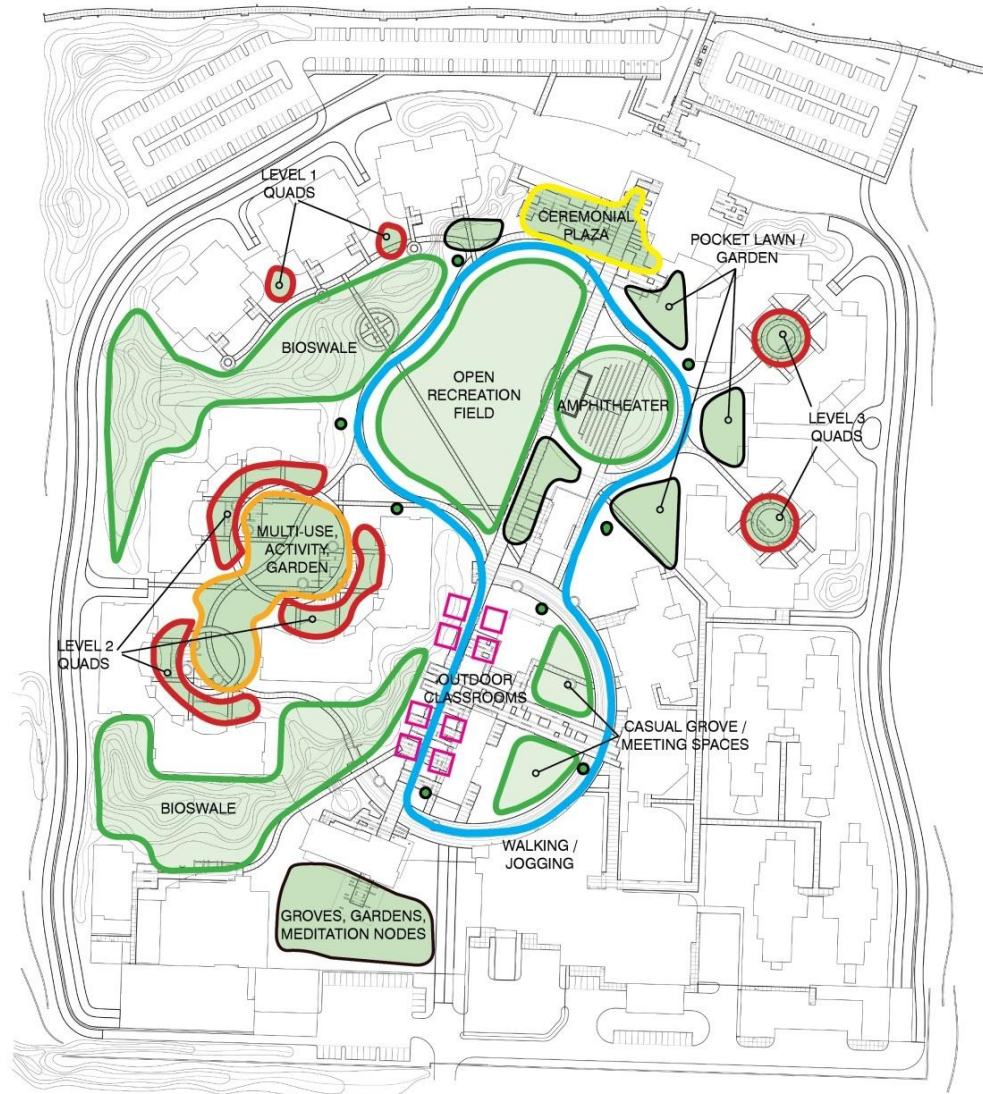 LEVEL 1
QUADS
CEREMONIAL
PLAZA
POCKET LAWN /
GARDEN
BIOSWALE
OPEN
RECREATION
FIELD
AMPHITHEATER
LEVEL 3
QUADS
MULTI-USE,
ACTIVITY
GARDEN
LEVEL 2
QUADS
OUTDOOR
CLASSROOMS
CASUAL GROVE /
MEETING SPACES
BIOSWALE
WALKING /
JOGGING
GROVES, GARDENS,
MEDITATION NODES